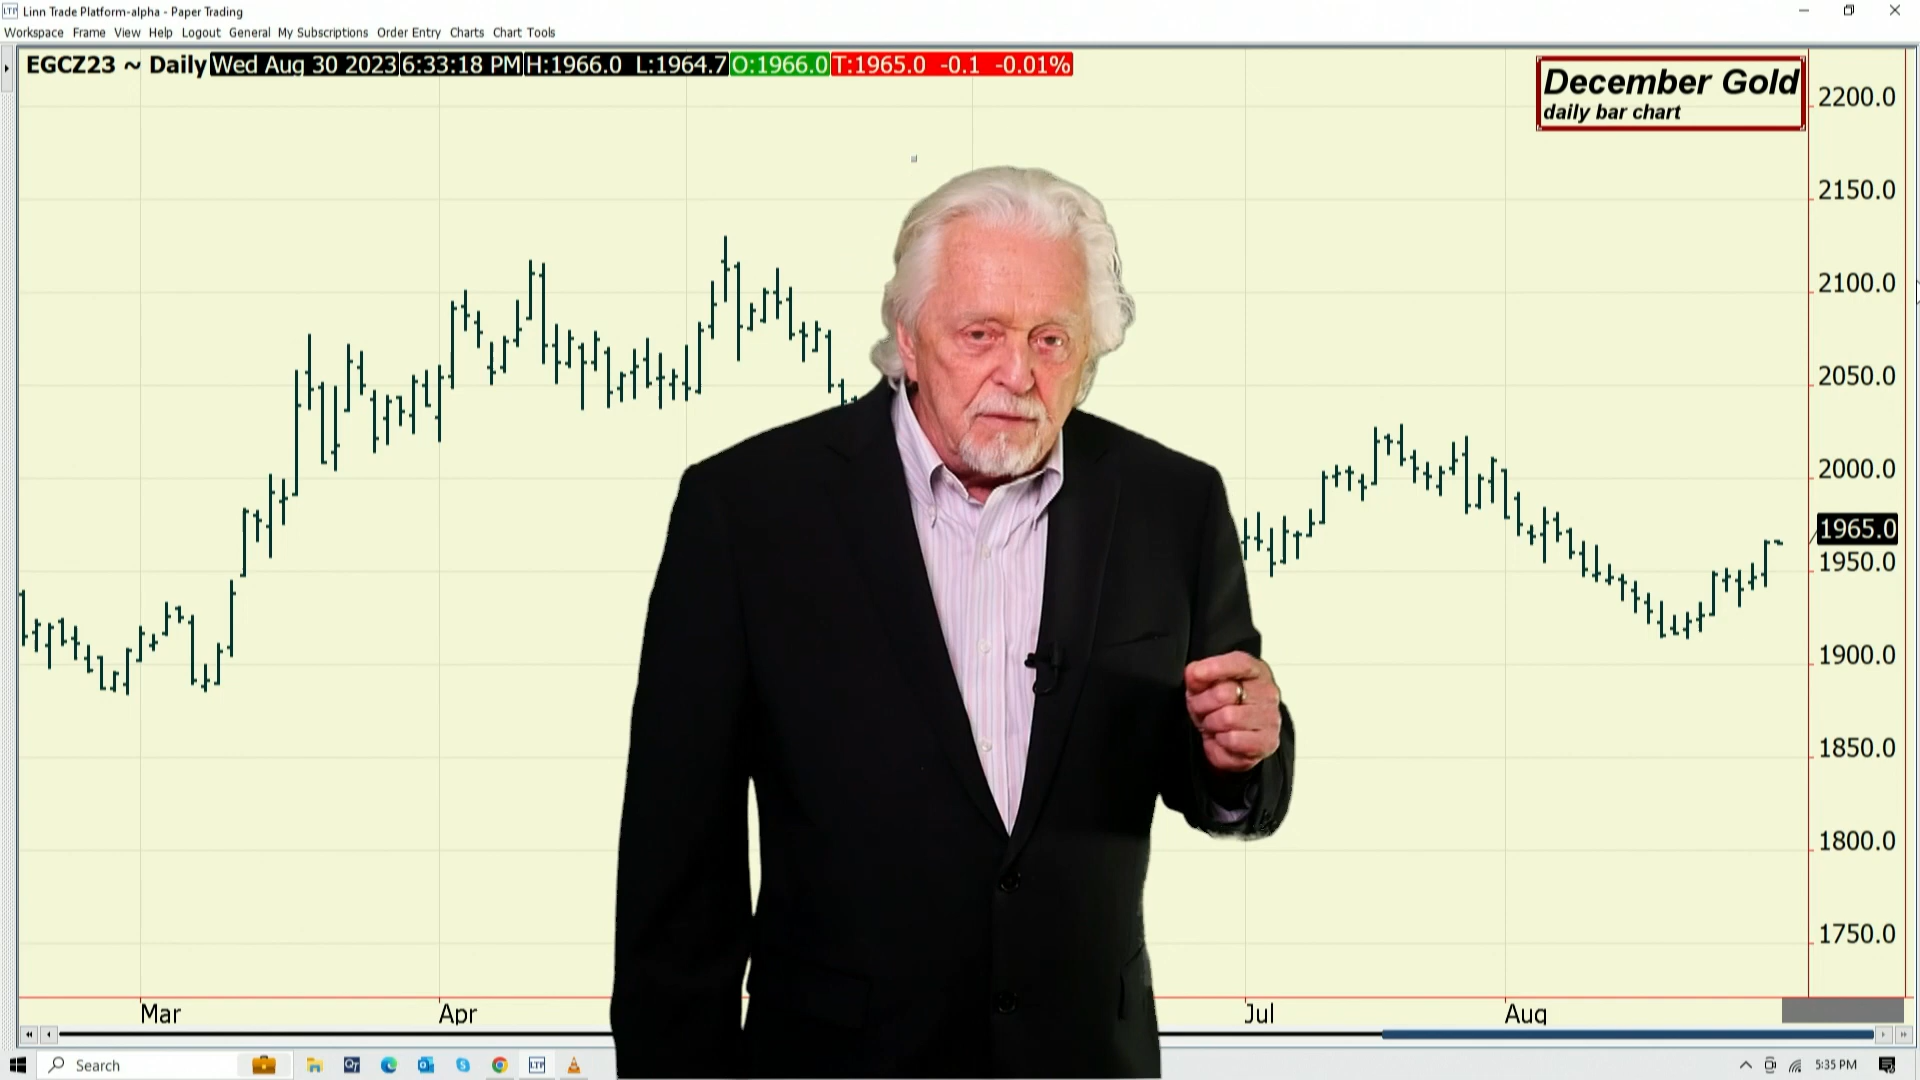 LTP Linn Trade Platform-alpha - Paper Trading
Workspace Frame View Help Logout General My Subscriptions Order Entry Charts Chart Tools
EGCZ23 ~ Daily Wed Aug 30 2023 6:33:18 PM H:1966.0 L:1964.7 O:1966.0 T:1965.0 -0.1 -0.01%
December Gold
daily bar chart
2200.0
2150.0
2100.0
2050.0
2000.0
1965.0
1950.0
1900.0
1850.0
1800.0
1750.0
Mar Apr Jul Aug
Search QT LTP 5:35 PM